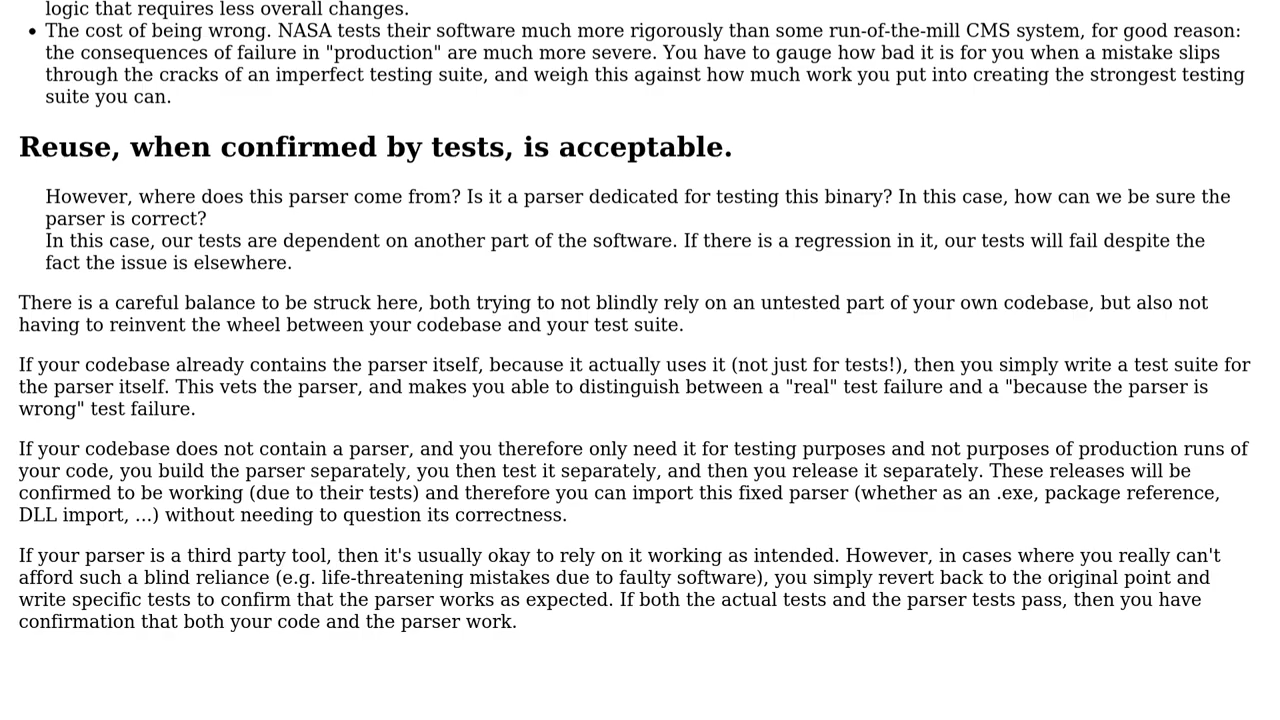 logic that requires less overall changes.
• The cost of being wrong. NASA tests their software much more rigorously than some run-of-the-mill CMS system, for good reason:
the consequences of failure in "production" are much more severe. You have to gauge how bad it is for you when a mistake slips
through the cracks of an imperfect testing suite, and weigh this against how much work you put into creating the strongest testing
suite you can.
Reuse, when confirmed by tests, is acceptable.
However, where does this parser come from? Is it a parser dedicated for testing this binary? In this case, how can we be sure the
parser is correct?
In this case, our tests are dependent on another part of the software. If there is a regression in it, our tests will fail despite the
fact the issue is elsewhere.
There is a careful balance to be struck here, both trying to not blindly rely on an untested part of your own codebase, but also not
having to reinvent the wheel between your codebase and your test suite.
If your codebase already contains the parser itself, because it actually uses it (not just for tests!), then you simply write a test suite for
the parser itself. This vets the parser, and makes you able to distinguish between a "real" test failure and a "because the parser is
wrong" test failure.
If your codebase does not contain a parser, and you therefore only need it for testing purposes and not purposes of production runs of
your code, you build the parser separately, you then test it separately, and then you release it separately. These releases will be
confirmed to be working (due to their tests) and therefore you can import this fixed parser (whether as an .exe, package reference,
DLL import, ...) without needing to question its correctness.
If your parser is a third party tool, then it's usually okay to rely on it working as intended. However, in cases where you really can't
afford such a blind reliance (e.g. life-threatening mistakes due to faulty software), you simply revert back to the original point and
write specific tests to confirm that the parser works as expected. If both the actual tests and the parser tests pass, then you have
confirmation that both your code and the parser work.